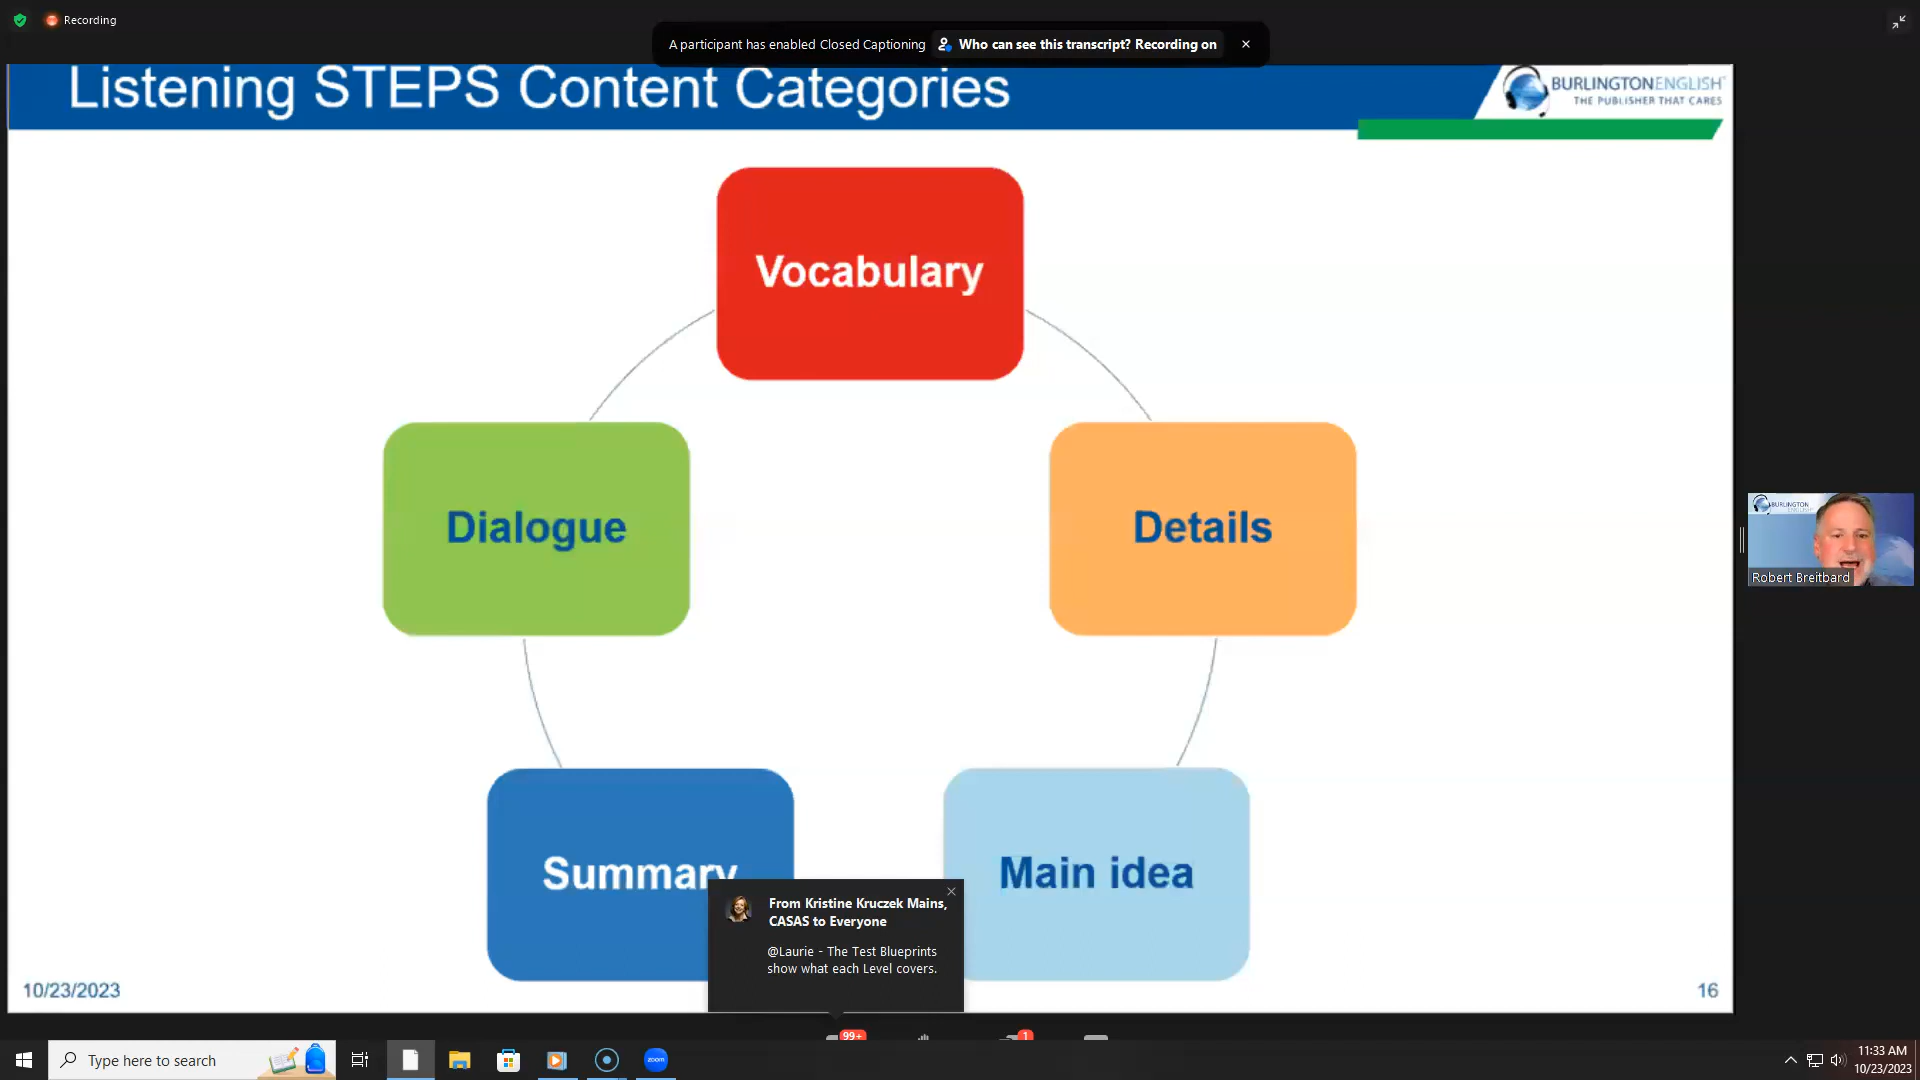 Recording
A participant has enabled Closed Captioning Who can see this transcript? Recording on
Listening STEPS Content Categories
BURLINGTONENGLISH
THE PUBLISHER THAT CARES
Vocabulary
Dialogue
Details
BURLINGTON
ENGLISH
Robert Breitbard
Summary
Main idea
From Kristine Kruczek Mains,
CASAS to Everyone
@Laurie - The Test Blueprints
show what each Level covers.
10/23/2023
16
99+
1
Type here to search
zoom
11:33 AM
10/23/2023